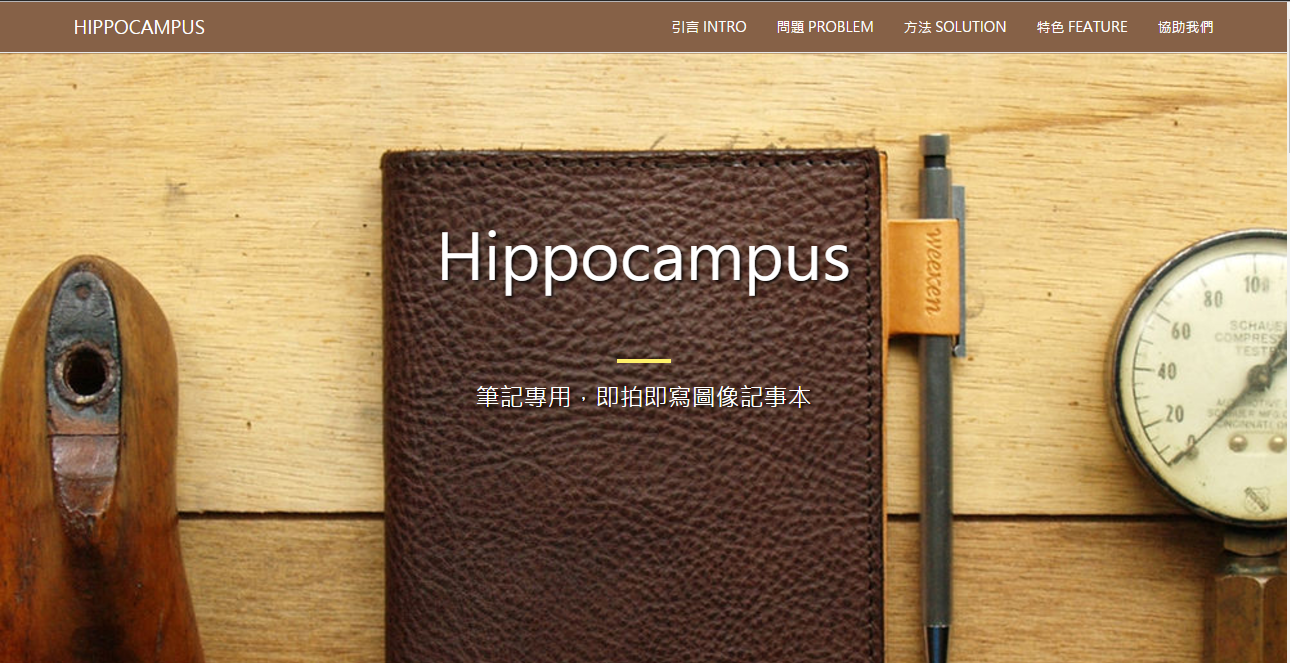 HIPPOCAMPUS
引言 INTRO
問題 PROBLEM
方法 SOLUTION
特色 FEATURE
協助我們
Hippocampus
筆記專用，即拍即寫圖像記事本
weexen
100
80
60
40
20
0
SCHAUER
COMPRESS
TESTE
SCHAUER MFG
CINCINNATI